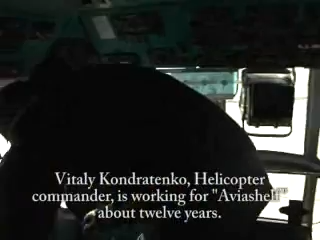 Vitaly Kondratenko, Helicopter
commander, is working for "Aviashelf"
about twelve years.